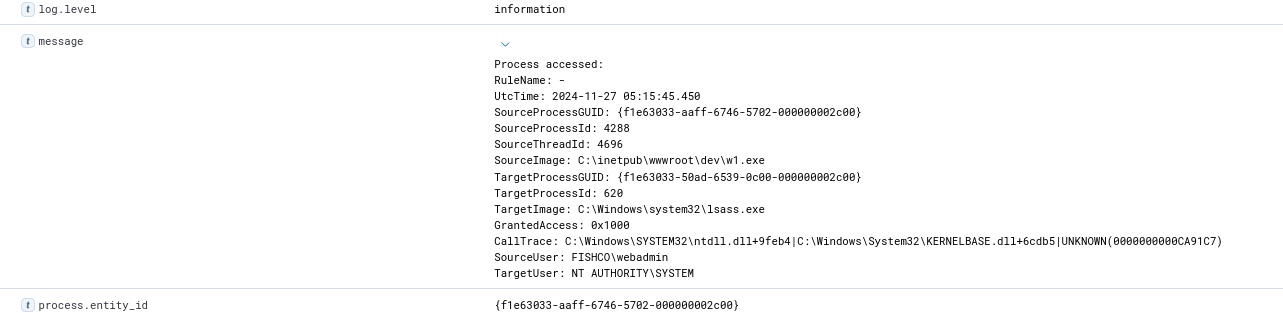 t log.level information
t message
Process accessed:
RuleName: -
UtcTime: 2024-11-27 05:15:45.450
SourceProcessGUID: {f1e63033-aaff-6746-5702-000000002c00}
SourceProcessId: 4288
SourceThreadId: 4696
SourceImage: C:\inetpub\wwwroot\dev\w1.exe
TargetProcessGUID: {f1e63033-50ad-6539-0c00-000000002c00}
TargetProcessId: 620
TargetImage: C:\Windows\system32\lsass.exe
GrantedAccess: 0x1000
CallTrace: C:\Windows\SYSTEM32\ntdll.dll+9feb4|C:\Windows\System32\KERNELBASE.dll+6cdb5|UNKNOWN(0000000000CA91C7)
SourceUser: FISHCO\webadmin
TargetUser: NT AUTHORITY\SYSTEM
t process.entity_id {f1e63033-aaff-6746-5702-000000002c00}